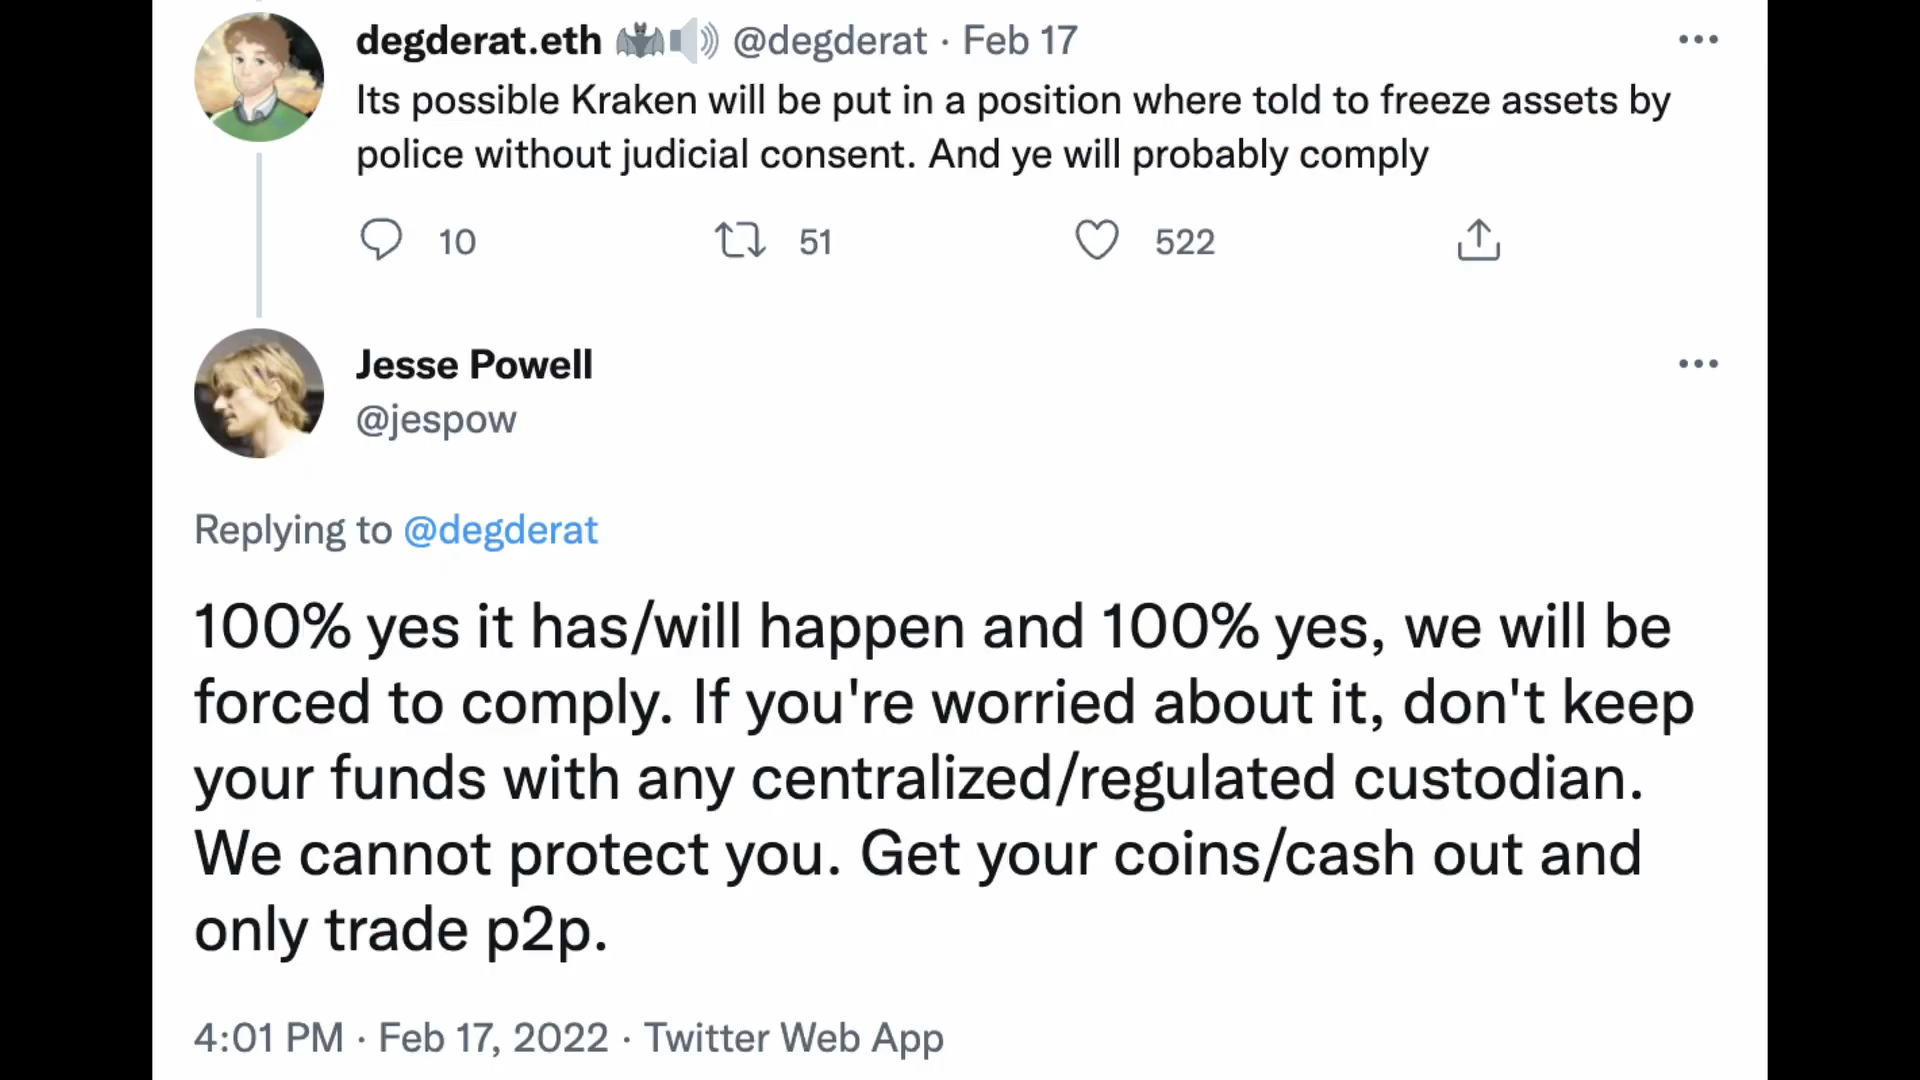 degderat.eth 🦇🔊 @degderat · Feb 17
Its possible Kraken will be put in a position where told to freeze assets by
police without judicial consent. And ye will probably comply
10 51 522
Jesse Powell
@jespow
Replying to @degderat
100% yes it has/will happen and 100% yes, we will be
forced to comply. If you're worried about it, don't keep
your funds with any centralized/regulated custodian.
We cannot protect you. Get your coins/cash out and
only trade p2p.
4:01 PM · Feb 17, 2022 · Twitter Web App